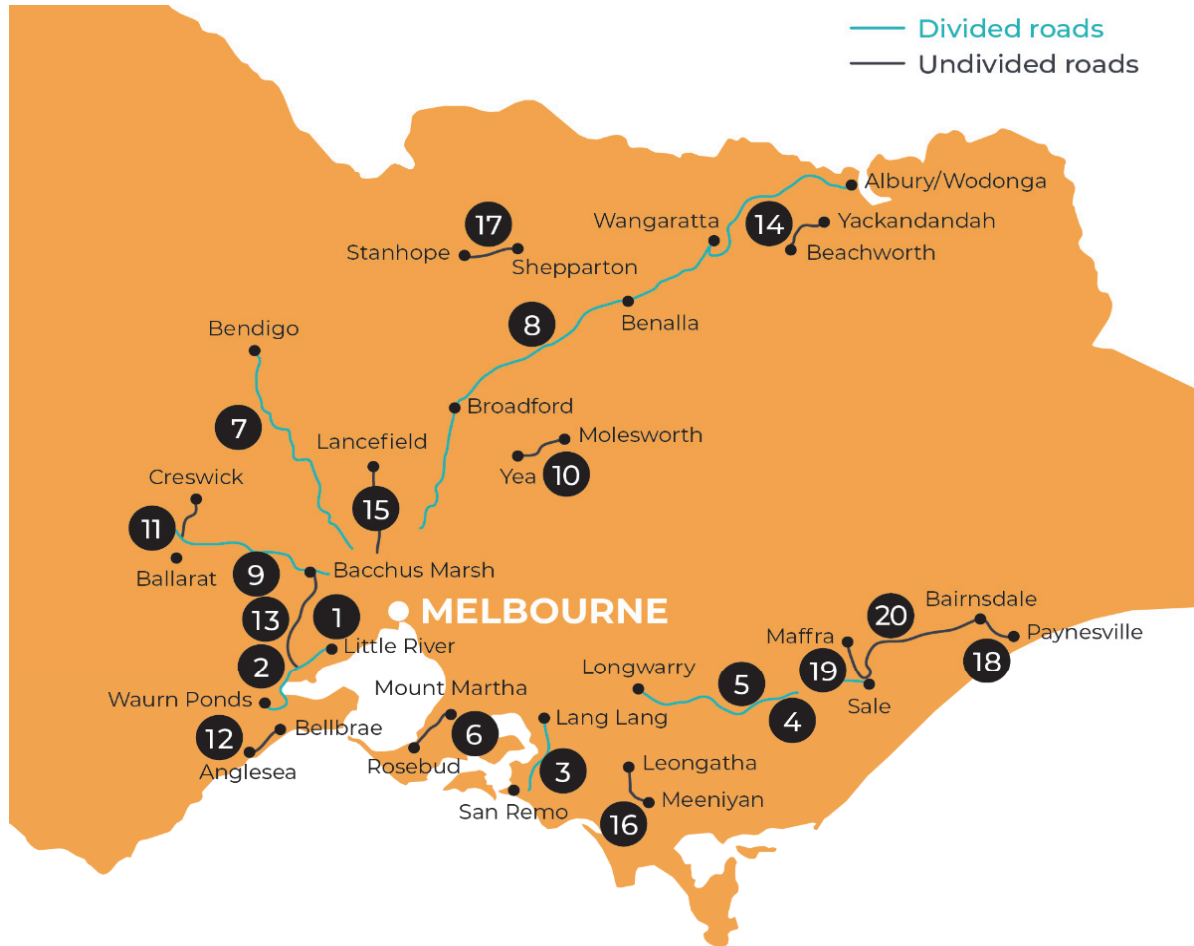 Divided roads
Undivided roads
Albury/Wodonga
Wangaratta
14
Yackandandah
17
Stanhope
Beachworth
Shepparton
8
Benalla
Bendigo
Broadford
7
Lancefield
Molesworth
Yea
10
Creswick
15
11
Ballarat
9
Bacchus Marsh
13
1
MELBOURNE
Bairnsdale
20
Maffra
Paynesville
Little River
2
18
Longwarry
19
Mount Martha
5
Waurn Ponds
Sale
4
Lang Lang
Bellbrae
12
6
Anglesea
Rosebud
3
Leongatha
San Remo
Meeniyan
16